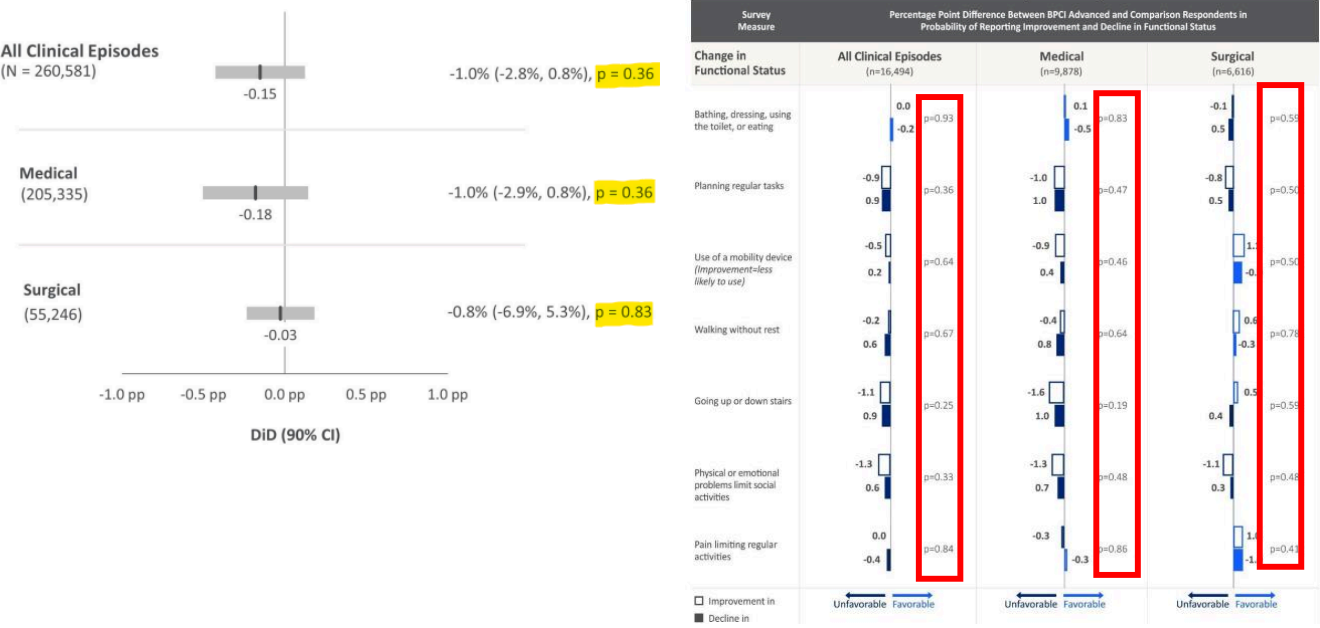 All Clinical Episodes
(N = 260,581)
-0.15
-1.0% (-2.8%, 0.8%), p = 0.36
Medical
(205,335)
-0.18
-1.0% (-2.9%, 0.8%), p = 0.36
Surgical
(55,246)
-0.03
-0.8% (-6.9%, 5.3%), p = 0.83
-1.0 pp -0.5 pp 0.0 pp 0.5 pp 1.0 pp
DiD (90% CI)
Survey
Measure
Percentage Point Difference Between BPCI Advanced and Comparison Respondents in
Probability of Reporting Improvement and Decline in Functional Status
Change in
Functional Status
All Clinical Episodes
(n=16,494)
Medical
(n=9,878)
Surgical
(n=6,616)
Bathing, dressing, using
the toilet, or eating
0.0
-0.2
p=0.93
0.1
-0.5
p=0.83
-0.1
0.5
p=0.59
Planning regular tasks
-0.9
0.9
p=0.36
-1.0
1.0
p=0.47
-0.8
0.5
p=0.50
Use of a mobility device
(Improvement=less
likely to use)
-0.5
0.2
p=0.64
-0.9
0.4
p=0.46
1.
-0.
p=0.50
Walking without rest
-0.2
0.6
p=0.67
-0.4
0.8
p=0.64
0.6
-0.3
p=0.78
Going up or down stairs
-1.1
0.9
p=0.25
-1.6
1.0
p=0.19
0.5
0.4
p=0.59
Physical or emotional
problems limit social
activities
-1.3
0.6
p=0.33
-1.3
0.7
p=0.48
-1.1
0.3
p=0.48
Pain limiting regular
activities
0.0
-0.4
p=0.84
-0.3
-0.3
p=0.86
1.0
-1.
p=0.41
Improvement in
Decline in
Unfavorable Favorable
Unfavorable Favorable
Unfavorable Favorable